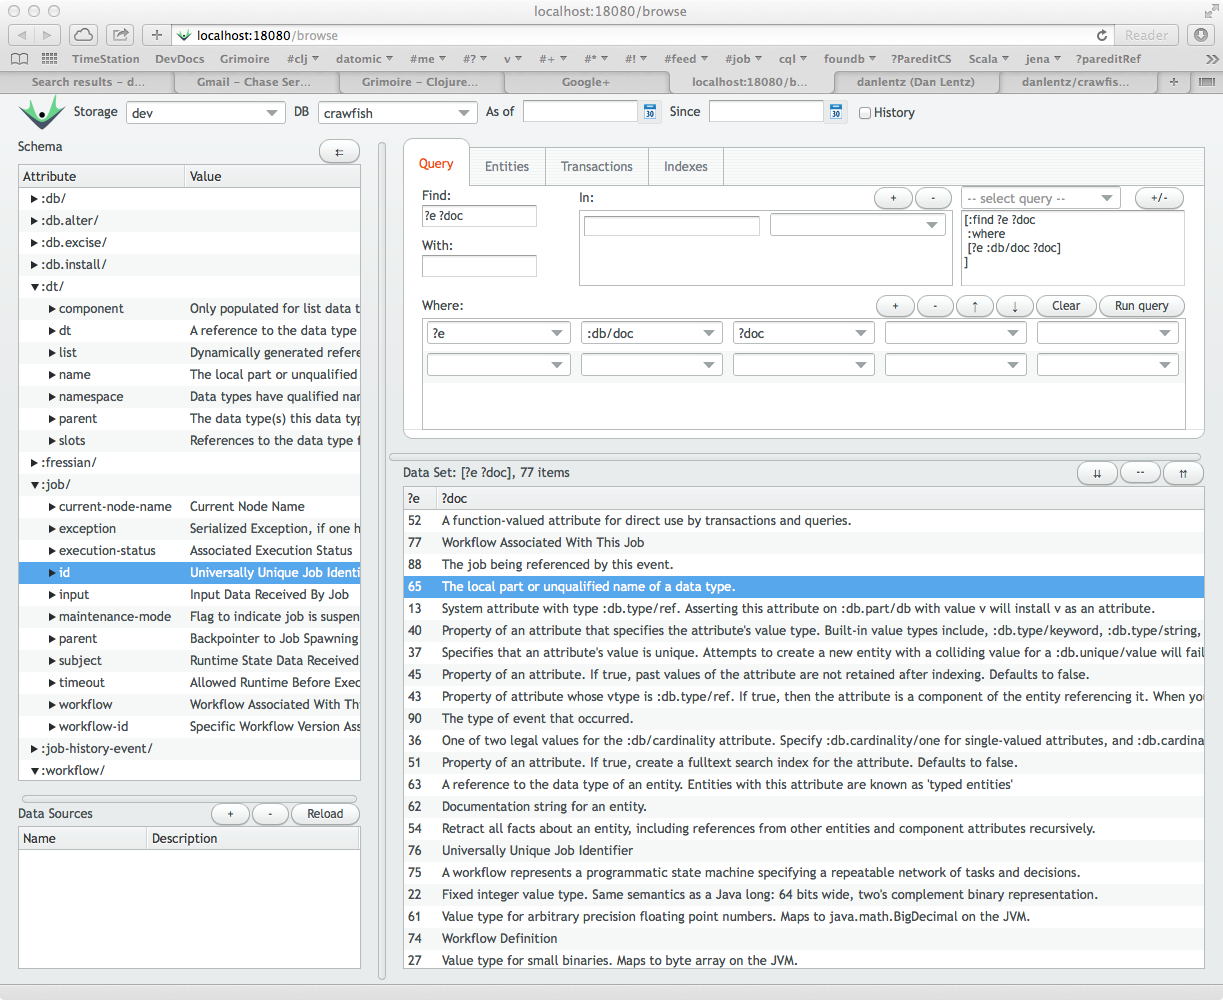 localhost:18080/browse
localhost:18080/browse
Reader
TimeStation DevDocs Grimoire #clj datomic #me #? v #+ #* #! #feed #job cql foundb ?PareditCS Scala jena ?pareditRef
Search results – d... Gmail – Chase Ser... Grimoire – Clojure... Google+ localhost:18080/b... danlentz (Dan Lentz) danlentz/crawfis...
Storage dev DB crawfish As of 30 Since 30 History
Schema
Attribute Value
:db/
:db.alter/
:db.excise/
:db.install/
:dt/
component Only populated for list data t
dt A reference to the data type
list Dynamically generated refere
name The local part or unqualified
namespace Data types have qualified nar
parent The data type(s) this data typ
slots References to the data type f
:fressian/
:job/
current-node-name Current Node Name
exception Serialized Exception, if one h
execution-status Associated Execution Status
id Universally Unique Job Identi
input Input Data Received By Job
maintenance-mode Flag to indicate job is suspen
parent Backpointer to Job Spawning
subject Runtime State Data Received
timeout Allowed Runtime Before Exec
workflow Workflow Associated With Th
workflow-id Specific Workflow Version Ass
:job-history-event/
:workflow/
Data Sources + - Reload
Name Description
Query Entities Transactions Indexes
Find: In: + - -- select query -- +/-
?e ?doc
With:
[:find ?e ?doc
:where
[?e :db/doc ?doc]
]
Where: + - ↑ ↓ Clear Run query
?e :db/doc ?doc
Data Set: [?e ?doc], 77 items ↓↓ -- ↑↑
?e ?doc
52 A function-valued attribute for direct use by transactions and queries.
77 Workflow Associated With This Job
88 The job being referenced by this event.
65 The local part or unqualified name of a data type.
13 System attribute with type :db.type/ref. Asserting this attribute on :db.part/db with value v will install v as an attribute.
40 Property of an attribute that specifies the attribute's value type. Built-in value types include, :db.type/keyword, :db.type/string,
37 Specifies that an attribute's value is unique. Attempts to create a new entity with a colliding value for a :db.unique/value will fail
45 Property of an attribute. If true, past values of the attribute are not retained after indexing. Defaults to false.
43 Property of attribute whose vtype is :db.type/ref. If true, then the attribute is a component of the entity referencing it. When you
90 The type of event that occurred.
36 One of two legal values for the :db/cardinality attribute. Specify :db.cardinality/one for single-valued attributes, and :db.cardina
51 Property of an attribute. If true, create a fulltext search index for the attribute. Defaults to false.
63 A reference to the data type of an entity. Entities with this attribute are known as 'typed entities'
62 Documentation string for an entity.
54 Retract all facts about an entity, including references from other entities and component attributes recursively.
76 Universally Unique Job Identifier
75 A workflow represents a programmatic state machine specifying a repeatable network of tasks and decisions.
22 Fixed integer value type. Same semantics as a Java long: 64 bits wide, two's complement binary representation.
61 Value type for arbitrary precision floating point numbers. Maps to java.math.BigDecimal on the JVM.
74 Workflow Definition
27 Value type for small binaries. Maps to byte array on the JVM.